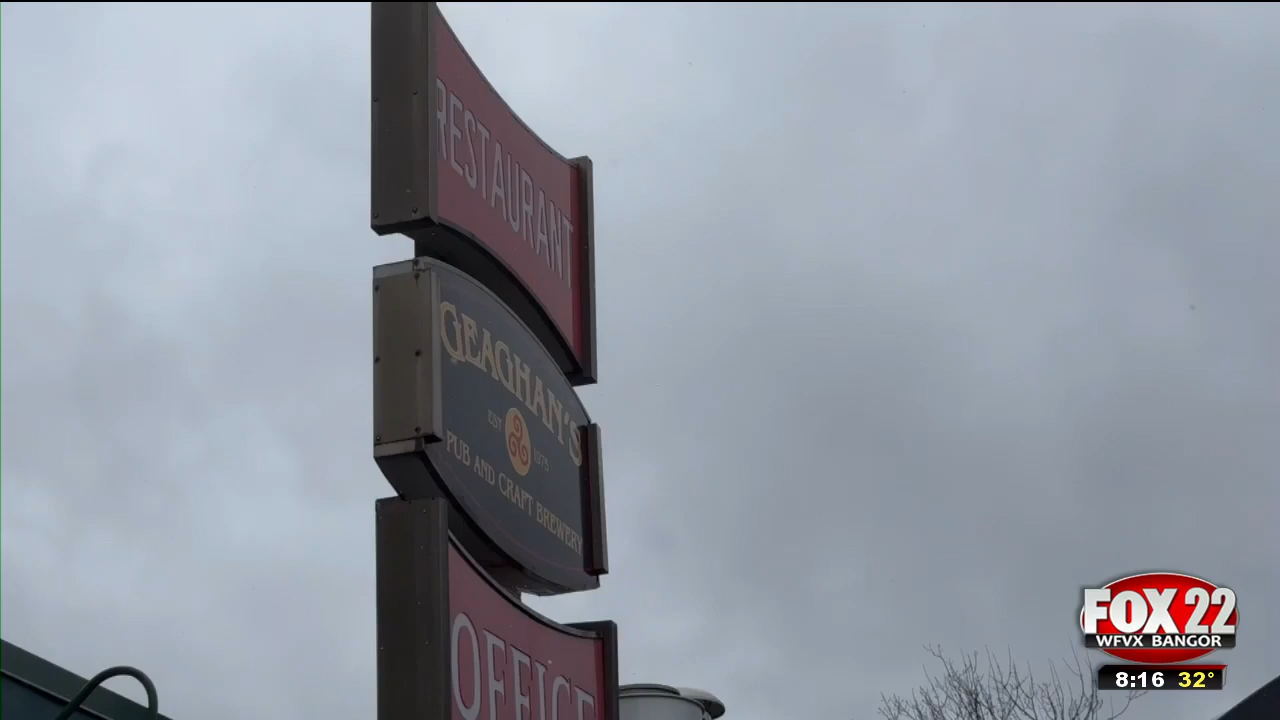 RESTAURANT
GEAGHAN'S
EST 1975
PUB AND CRAFT BREWERY
OFFICE
FOX 22
WFVX BANGOR
8:16 32°